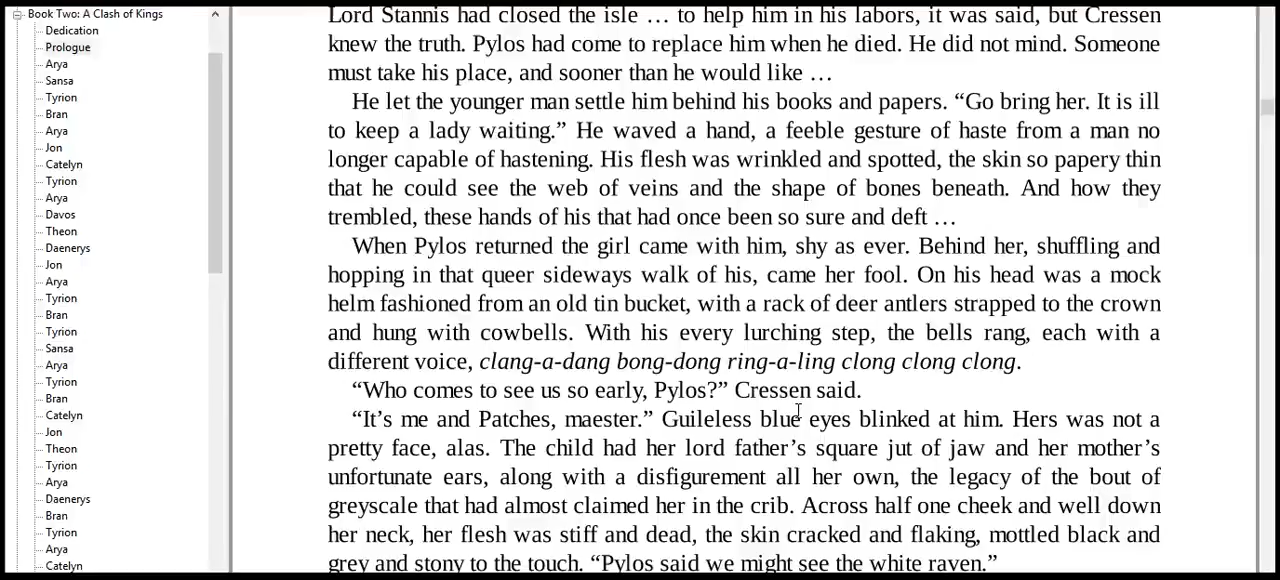 Book Two: A Clash of Kings
Dedication
Prologue
Arya
Sansa
Tyrion
Bran
Arya
Jon
Catelyn
Tyrion
Arya
Davos
Theon
Daenerys
Jon
Arya
Tyrion
Bran
Tyrion
Sansa
Arya
Tyrion
Bran
Catelyn
Jon
Theon
Tyrion
Arya
Daenerys
Bran
Tyrion
Arya
Catelyn
Lord Stannis had closed the isle … to help him in his labors, it was said, but Cressen
knew the truth. Pylos had come to replace him when he died. He did not mind. Someone
must take his place, and sooner than he would like …
He let the younger man settle him behind his books and papers. “Go bring her. It is ill
to keep a lady waiting.” He waved a hand, a feeble gesture of haste from a man no
longer capable of hastening. His flesh was wrinkled and spotted, the skin so papery thin
that he could see the web of veins and the shape of bones beneath. And how they
trembled, these hands of his that had once been so sure and deft …
When Pylos returned the girl came with him, shy as ever. Behind her, shuffling and
hopping in that queer sideways walk of his, came her fool. On his head was a mock
helm fashioned from an old tin bucket, with a rack of deer antlers strapped to the crown
and hung with cowbells. With his every lurching step, the bells rang, each with a
different voice, clang-a-dang bong-dong ring-a-ling clong clong clong.
“Who comes to see us so early, Pylos?” Cressen said.
“It’s me and Patches, maester.” Guileless blue eyes blinked at him. Hers was not a
pretty face, alas. The child had her lord father’s square jut of jaw and her mother’s
unfortunate ears, along with a disfigurement all her own, the legacy of the bout of
greyscale that had almost claimed her in the crib. Across half one cheek and well down
her neck, her flesh was stiff and dead, the skin cracked and flaking, mottled black and
grey and stony to the touch. “Pylos said we might see the white raven.”